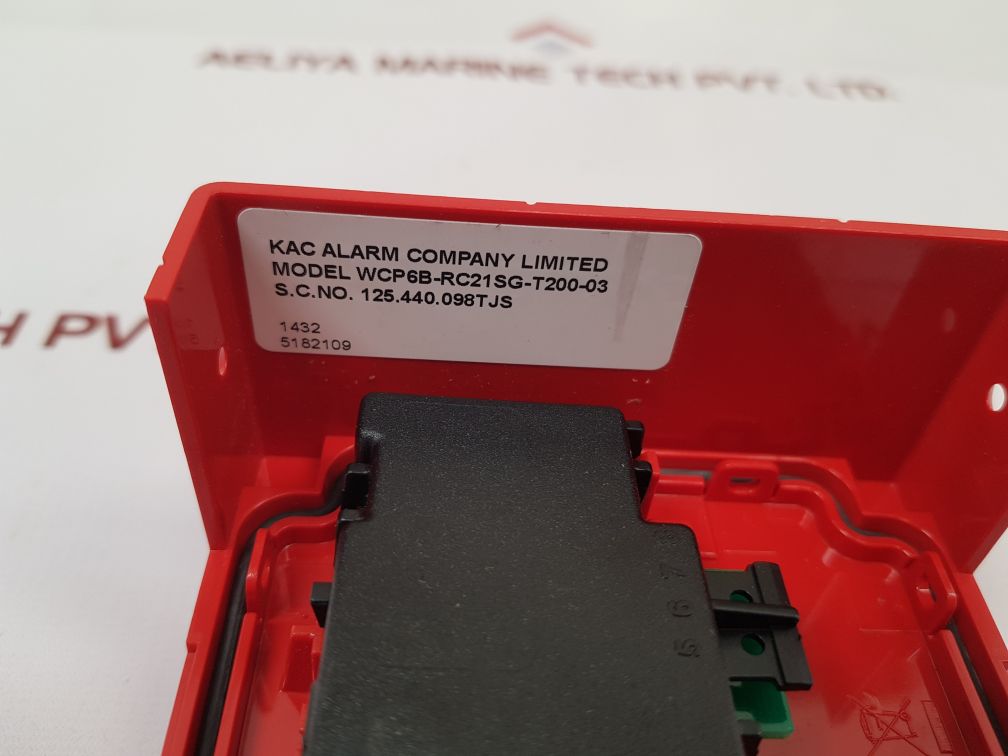 AELIYA MARINE TECH PVT. LTD.
KAC ALARM COMPANY LIMITED
MODEL WCP6B-RC21SG-T200-03
S.C.NO. 125.440.098TJS
1432
5182109
H PV
8
7
6
5